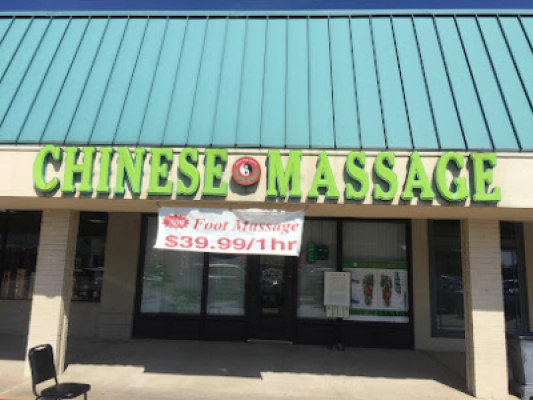 CHINESE MASSAGE
Foot Massage
$39.99/1hr